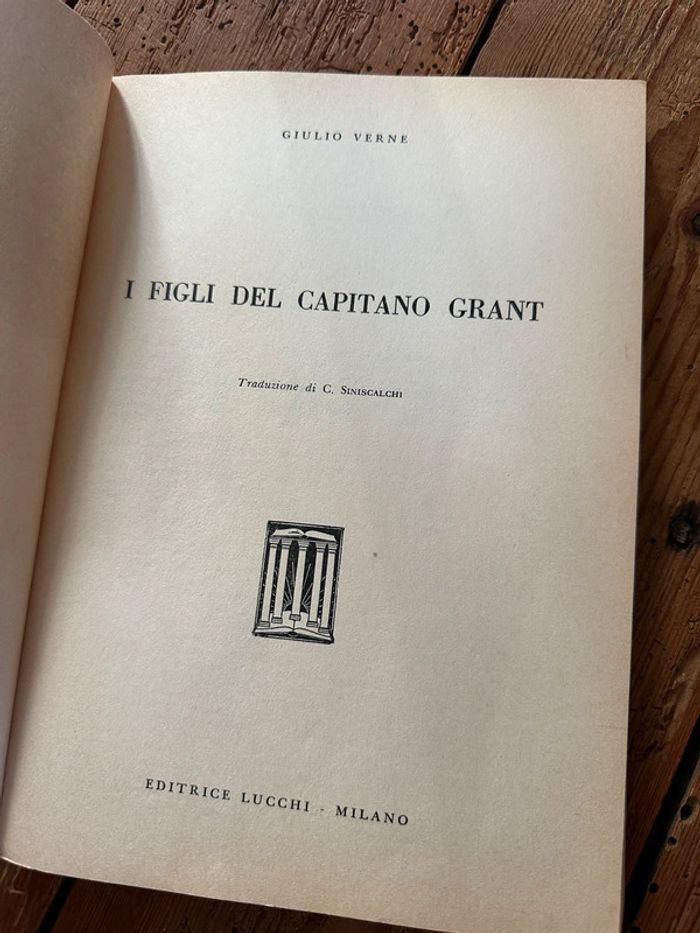 GIULIO VERNE
I FIGLI DEL CAPITANO GRANT
Traduzione di C. SINISCALCHI
EDITRICE LUCCHI - MILANO